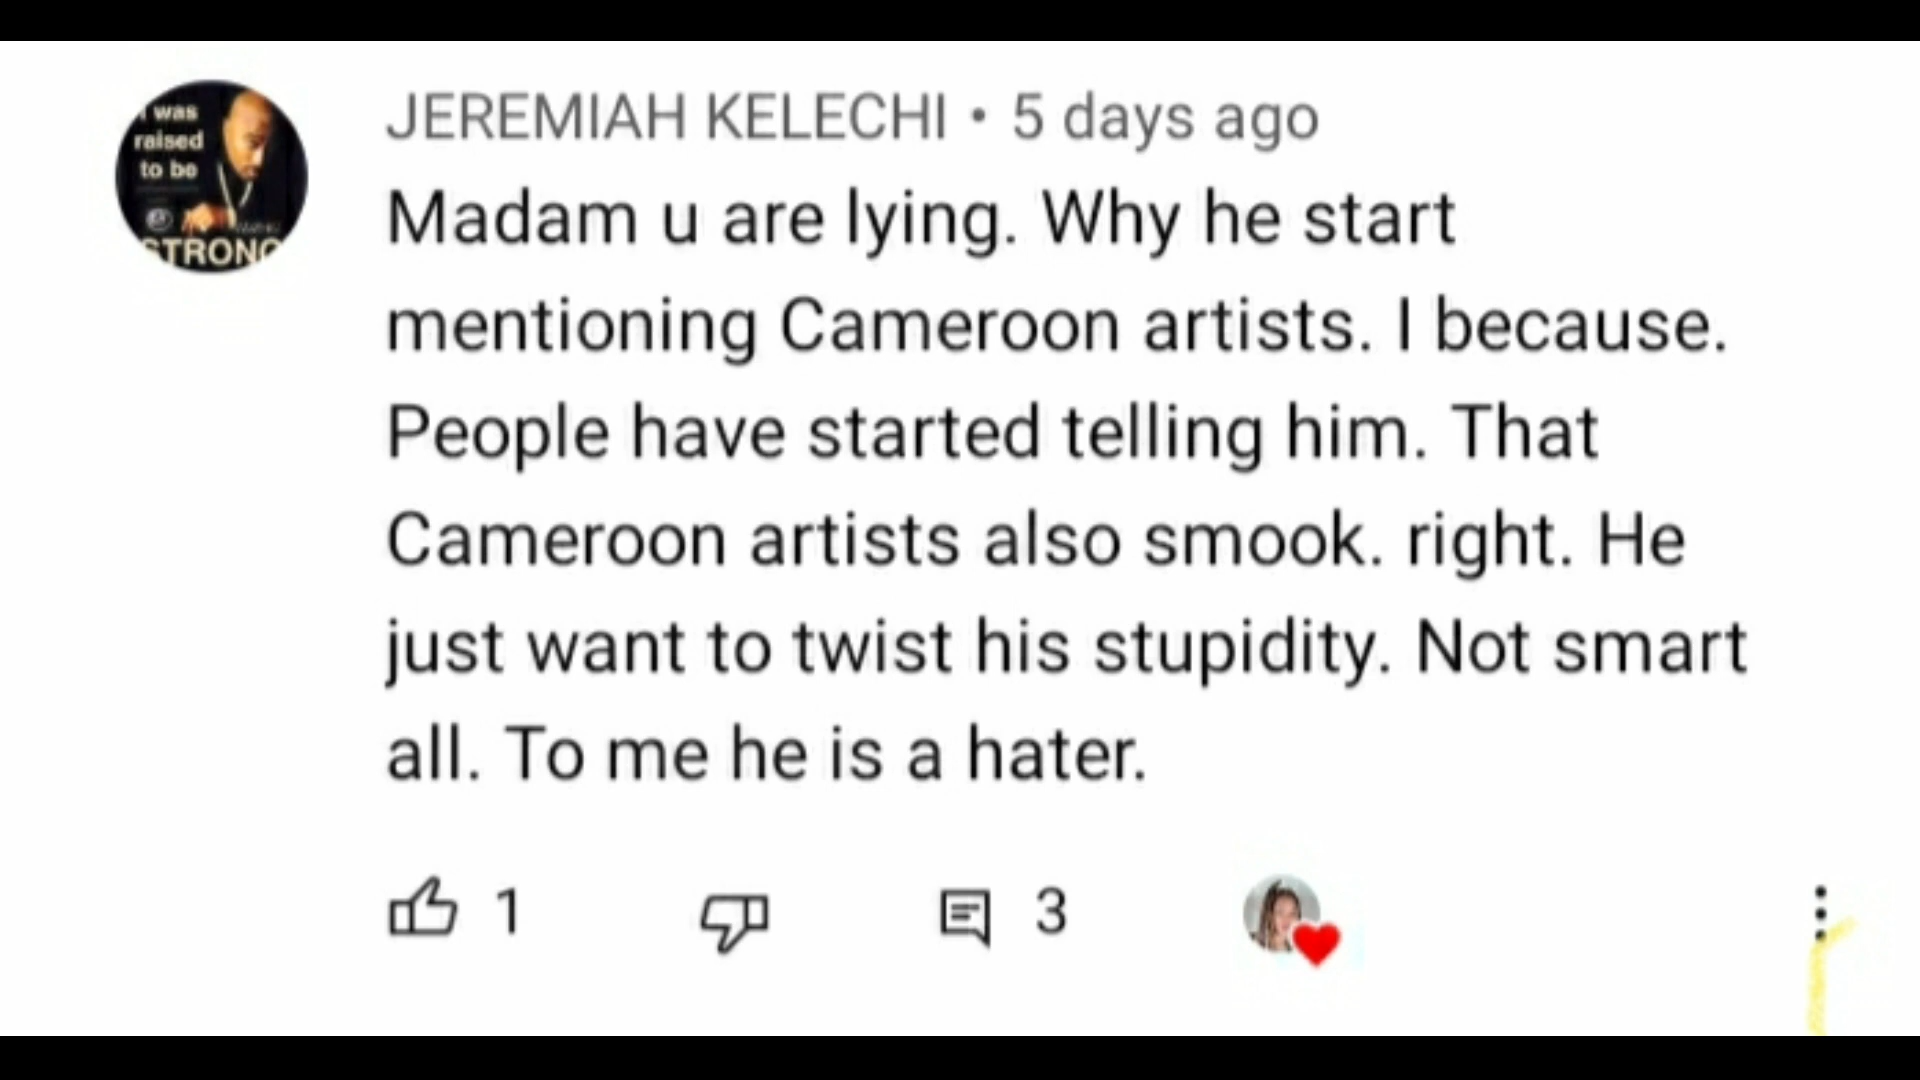 I was
raised
to be
STRONG
JEREMIAH KELECHI • 5 days ago
Madam u are lying. Why he start
mentioning Cameroon artists. I because.
People have started telling him. That
Cameroon artists also smook. right. He
just want to twist his stupidity. Not smart
all. To me he is a hater.
1
3